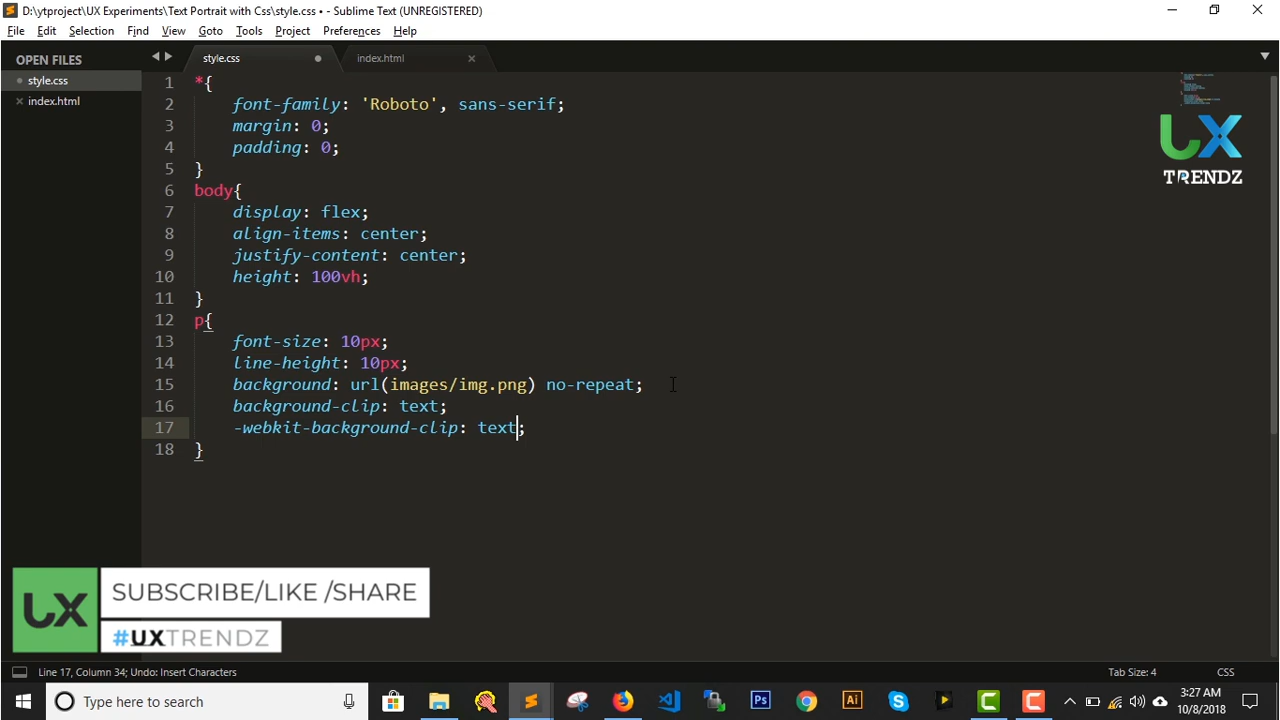 D:\ytproject\UX Experiments\Text Portrait with Css\style.css • - Sublime Text (UNREGISTERED)
File Edit Selection Find View Goto Tools Project Preferences Help
OPEN FILES
style.css
index.html
style.css index.html
1 *{
2 font-family: 'Roboto', sans-serif;
3 margin: 0;
4 padding: 0;
5 }
6 body{
7 display: flex;
8 align-items: center;
9 justify-content: center;
10 height: 100vh;
11 }
12 p{
13 font-size: 10px;
14 line-height: 10px;
15 background: url(images/img.png) no-repeat;
16 background-clip: text;
17 -webkit-background-clip: text;
18 }
UX
TRENDZ
UX
SUBSCRIBE/LIKE /SHARE
#UXTRENDZ
Line 17, Column 34; Undo: Insert Characters Tab Size: 4 CSS
Type here to search
Ps
Ai
3:27 AM
10/8/2018